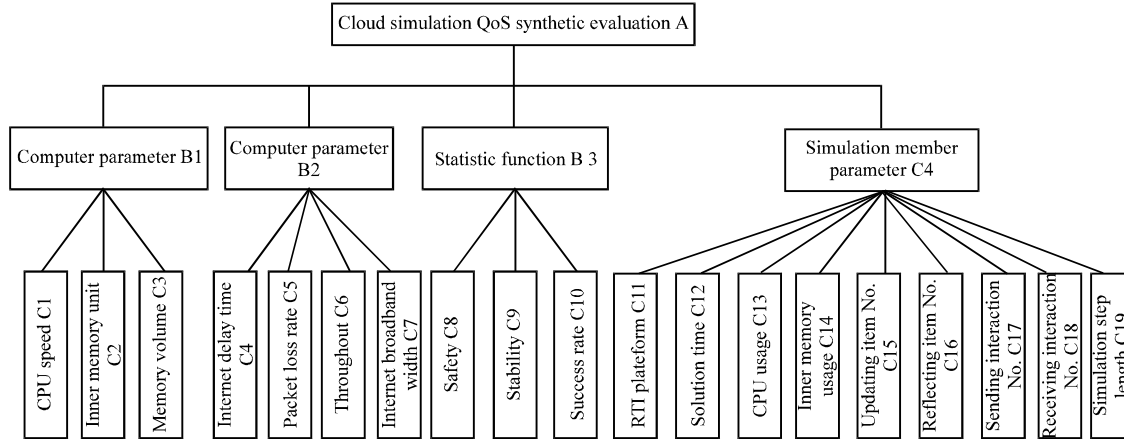 Cloud simulation QoS synthetic evaluation A
Computer parameter B1
Computer parameter
B2
Statistic function B 3
Simulation member
parameter C4
CPU speed C1
Inner memory unit
C2
Memory volume C3
Internet delay time
C4
Packet loss rate C5
Throughout C6
Internet broadband
width C7
Safety C8
Stability C9
Success rate C10
RTI plateform C11
Solution time C12
CPU usage C13
Inner memory
usage C14
Updating item No.
C15
Reflecting item No.
C16
Sending interaction
No. C17
Receiving interaction
No. C18
Simulation step
length C19